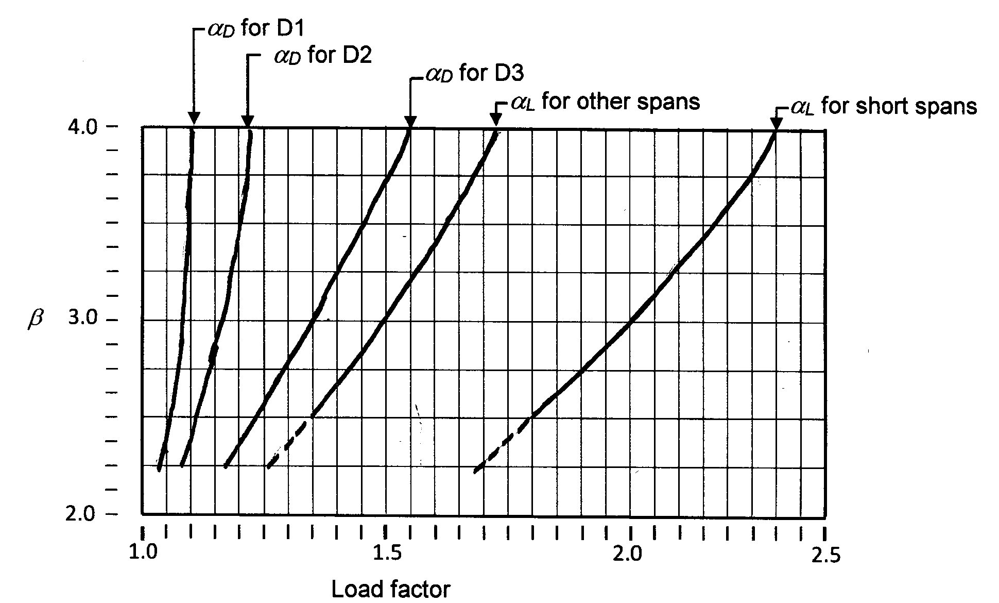 αD for D1
αD for D2
αD for D3
αL for other spans
αL for short spans
4.0
β 3.0
2.0
1.0 1.5 2.0 2.5
Load factor